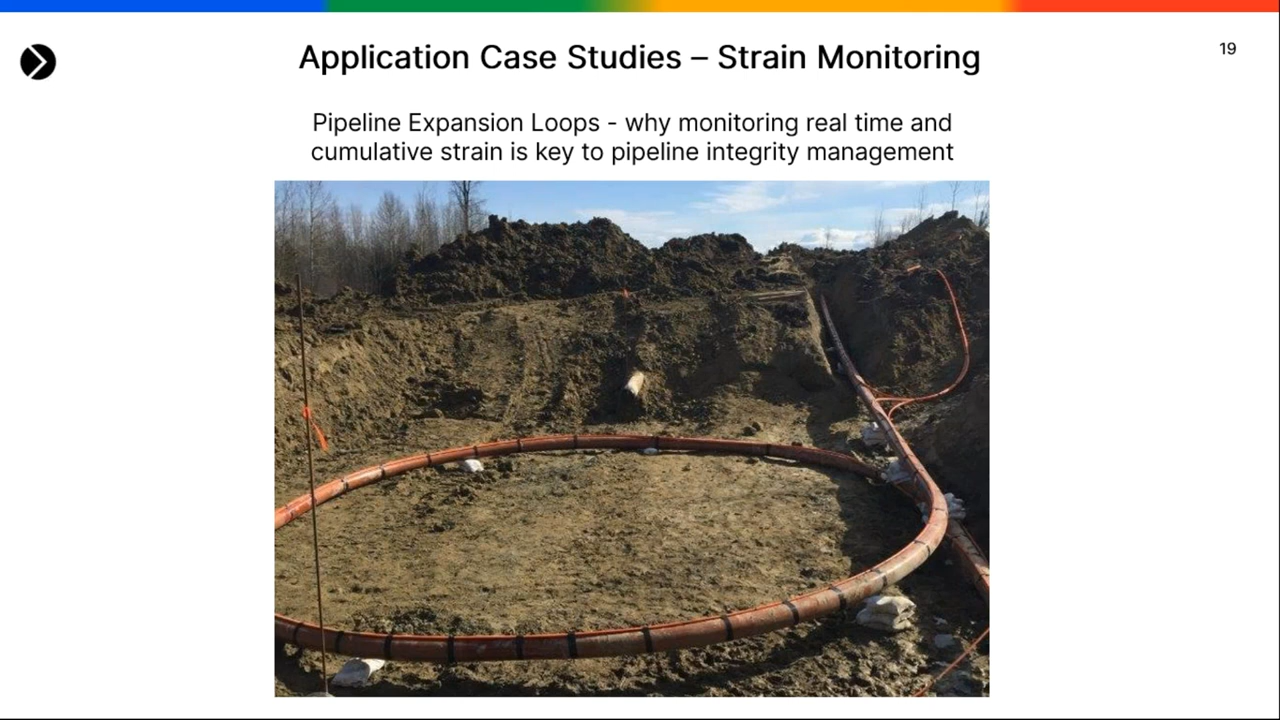 Application Case Studies – Strain Monitoring
19
Pipeline Expansion Loops - why monitoring real time and
cumulative strain is key to pipeline integrity management